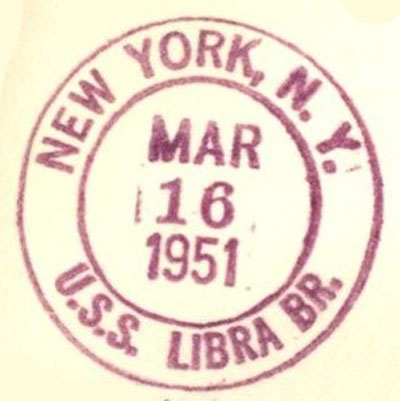 NEW YORK, N.Y.
MAR
16
1951
U.S.S. LIBRA BR.